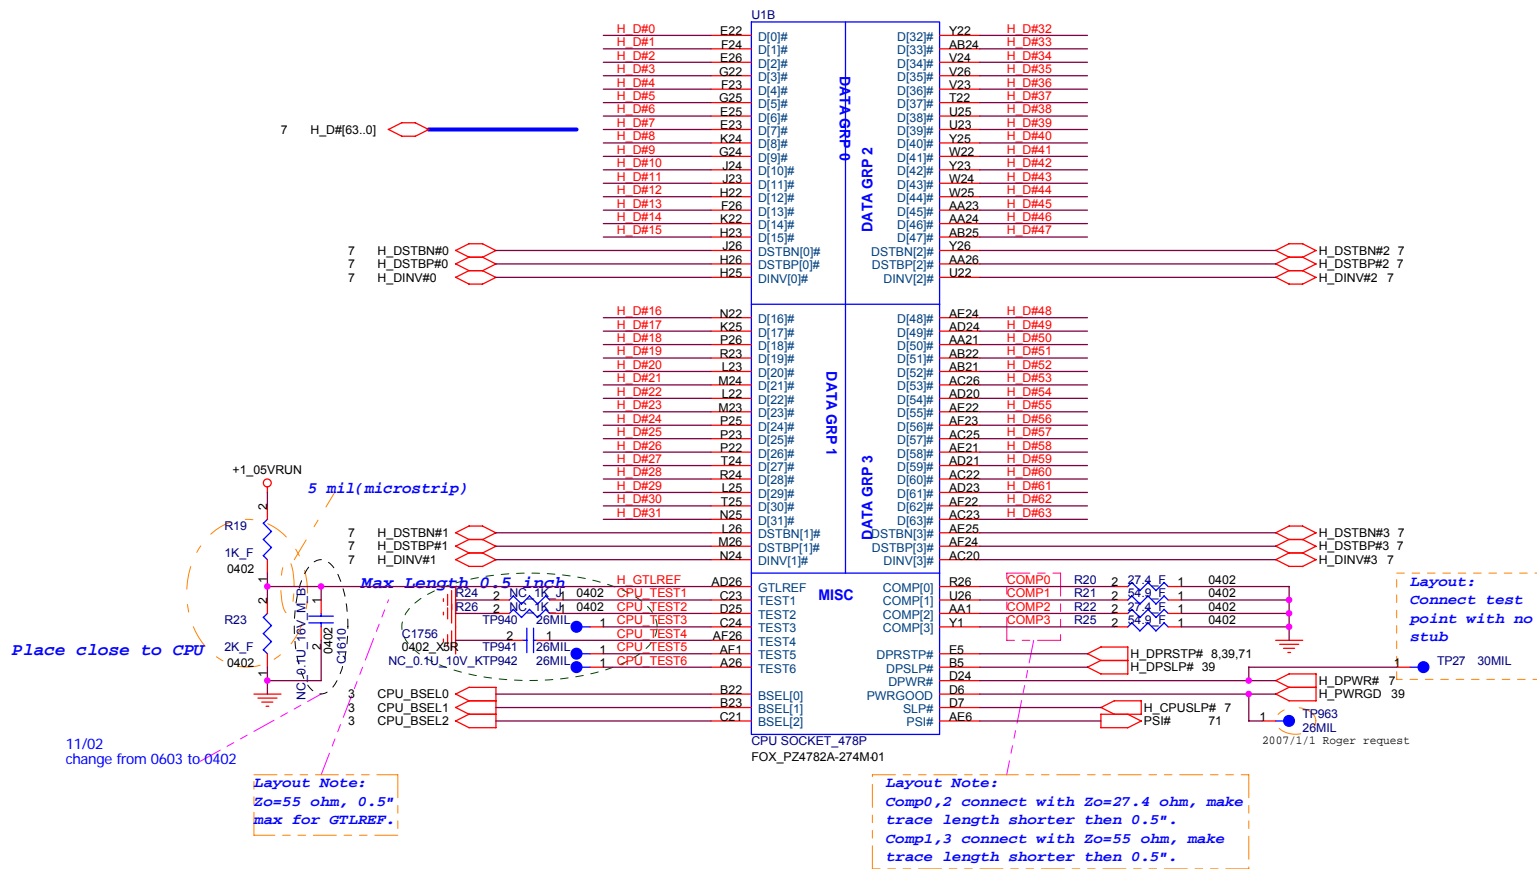 U1B
H_D#0 E22 D[0]# D[32]# Y22 H_D#32
H_D#1 F24 D[1]# D[33]# AB24 H_D#33
H_D#2 E26 D[2]# D[34]# V24 H_D#34
H_D#3 G22 D[3]# D[35]# V26 H_D#35
H_D#4 F23 D[4]# D[36]# V23 H_D#36
H_D#5 G25 D[5]# D[37]# T22 H_D#37
H_D#6 E25 D[6]# D[38]# U25 H_D#38
7 H_D#[63..0] H_D#7 E23 D[7]# D[39]# U23 H_D#39
H_D#8 K24 D[8]# D[40]# Y25 H_D#40
H_D#9 G24 D[9]# D[41]# W22 H_D#41
H_D#10 J24 D[10]# D[42]# Y23 H_D#42
H_D#11 J23 D[11]# D[43]# W24 H_D#43
H_D#12 H22 D[12]# D[44]# W25 H_D#44
H_D#13 F26 D[13]# D[45]# AA23 H_D#45
H_D#14 K22 D[14]# D[46]# AA24 H_D#46
H_D#15 H23 D[15]# D[47]# AB25 H_D#47
7 H_DSTBN#0 J26 DSTBN[0]# DSTBN[2]# Y26 H_DSTBN#2 7
7 H_DSTBP#0 H26 DSTBP[0]# DSTBP[2]# AA26 H_DSTBP#2 7
7 H_DINV#0 H25 DINV[0]# DINV[2]# U22 H_DINV#2 7
DATA GRP 0
DATA GRP 2
H_D#16 N22 D[16]# D[48]# AE24 H_D#48
H_D#17 K25 D[17]# D[49]# AD24 H_D#49
H_D#18 P26 D[18]# D[50]# AA21 H_D#50
H_D#19 R23 D[19]# D[51]# AB22 H_D#51
H_D#20 L23 D[20]# D[52]# AB21 H_D#52
H_D#21 M24 D[21]# D[53]# AC26 H_D#53
H_D#22 L22 D[22]# D[54]# AD20 H_D#54
H_D#23 M23 D[23]# D[55]# AE22 H_D#55
H_D#24 P25 D[24]# D[56]# AF23 H_D#56
H_D#25 P23 D[25]# D[57]# AC25 H_D#57
H_D#26 P22 D[26]# D[58]# AE21 H_D#58
H_D#27 T24 D[27]# D[59]# AD21 H_D#59
H_D#28 R24 D[28]# D[60]# AC22 H_D#60
H_D#29 L25 D[29]# D[61]# AD23 H_D#61
H_D#30 T25 D[30]# D[62]# AF22 H_D#62
H_D#31 N25 D[31]# D[63]# AC23 H_D#63
7 H_DSTBN#1 L26 DSTBN[1]# DSTBN[3]# AE25 H_DSTBN#3 7
7 H_DSTBP#1 M26 DSTBP[1]# DSTBP[3]# AF24 H_DSTBP#3 7
7 H_DINV#1 N24 DINV[1]# DINV[3]# AC20 H_DINV#3 7
DATA GRP 1
DATA GRP 3
+1_05VRUN
5 mil(microstrip)
2
R19
1K_F
0402
1
2
R23
2K_F
0402
1
Place close to CPU
1
2
NC_0.1U_16V_M_B
0402
C1610
Max Length 0.5 inch
H_GTLREF AD26 GTLREF MISC COMP[0] R26 COMP0 R20 2 27.4_F 1 0402
R24 2 NC_1K_J 1 0402 CPU_TEST1 C23 TEST1 COMP[1] U26 COMP1 R21 2 54.9_F 1 0402
R26 2 NC_1K_J 1 0402 CPU_TEST2 D25 TEST2 COMP[2] AA1 COMP2 R22 2 27.4_F 1 0402
TP940 26MIL 1 CPU_TEST3 C24 TEST3 COMP[3] Y1 COMP3 R25 2 54.9_F 1 0402
C1756 2 1 CPU_TEST4 AF26 TEST4
0402_X5R
NC_0.1U_10V_K
TP941 26MIL 1 CPU_TEST5 AF1 TEST5 DPRSTP# E5 H_DPRSTP# 8,39,71
TP942 26MIL 1 CPU_TEST6 A26 TEST6 DPSLP# B5 H_DPSLP# 39
DPWR# D24 H_DPWR# 7
3 CPU_BSEL0 B22 BSEL[0] PWRGOOD D6 H_PWRGD 39
3 CPU_BSEL1 B23 BSEL[1] SLP# D7 H_CPUSLP# 7
3 CPU_BSEL2 C21 BSEL[2] PSI# AE6 PSI# 71
CPU SOCKET_478P
FOX_PZ4782A-274M-01
Layout:
Connect test
point with no
stub
1 TP27 30MIL
1 TP963
26MIL
2007/1/1 Roger request
11/02
change from 0603 to 0402
Layout Note:
Zo=55 ohm, 0.5"
max for GTLREF.
Layout Note:
Comp0,2 connect with Zo=27.4 ohm, make
trace length shorter then 0.5".
Comp1,3 connect with Zo=55 ohm, make
trace length shorter then 0.5".